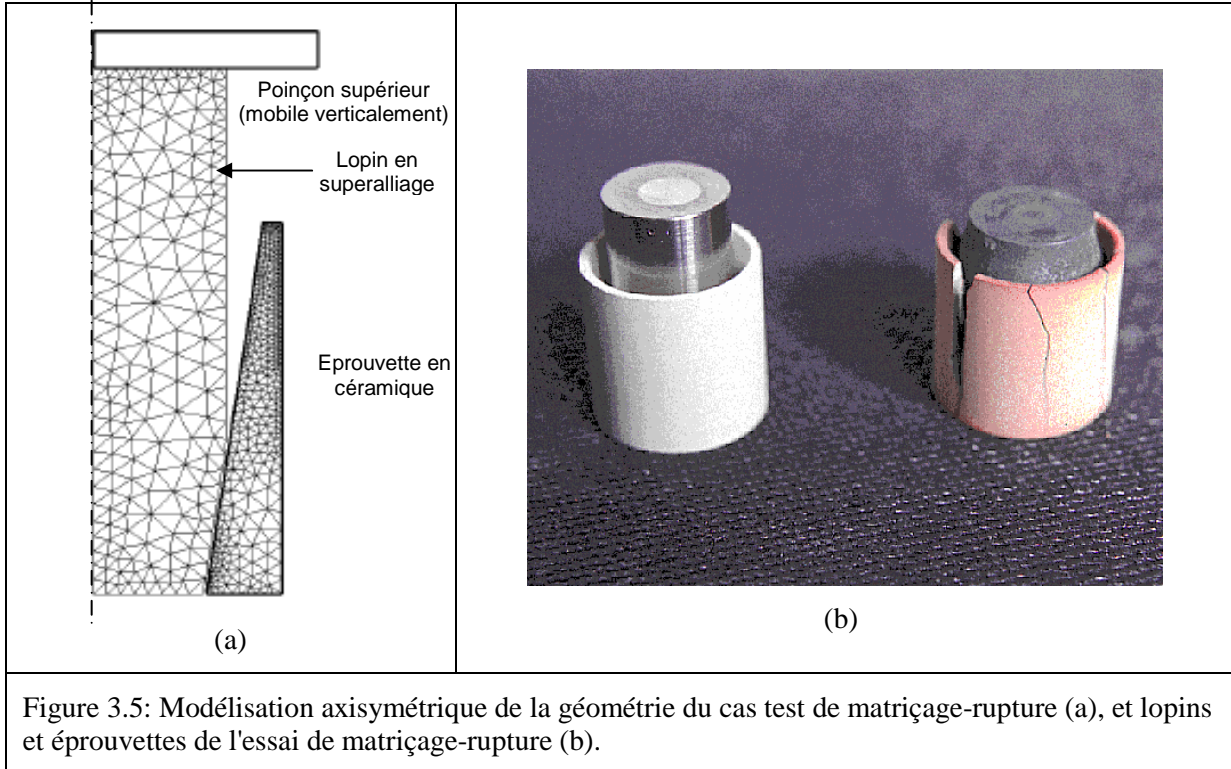 Poinçon supérieur
(mobile verticalement)
Lopin en
superalliage
Eprouvette en
céramique
(a)
(b)
Figure 3.5: Modélisation axisymétrique de la géométrie du cas test de matriçage-rupture (a), et lopins
et éprouvettes de l'essai de matriçage-rupture (b).